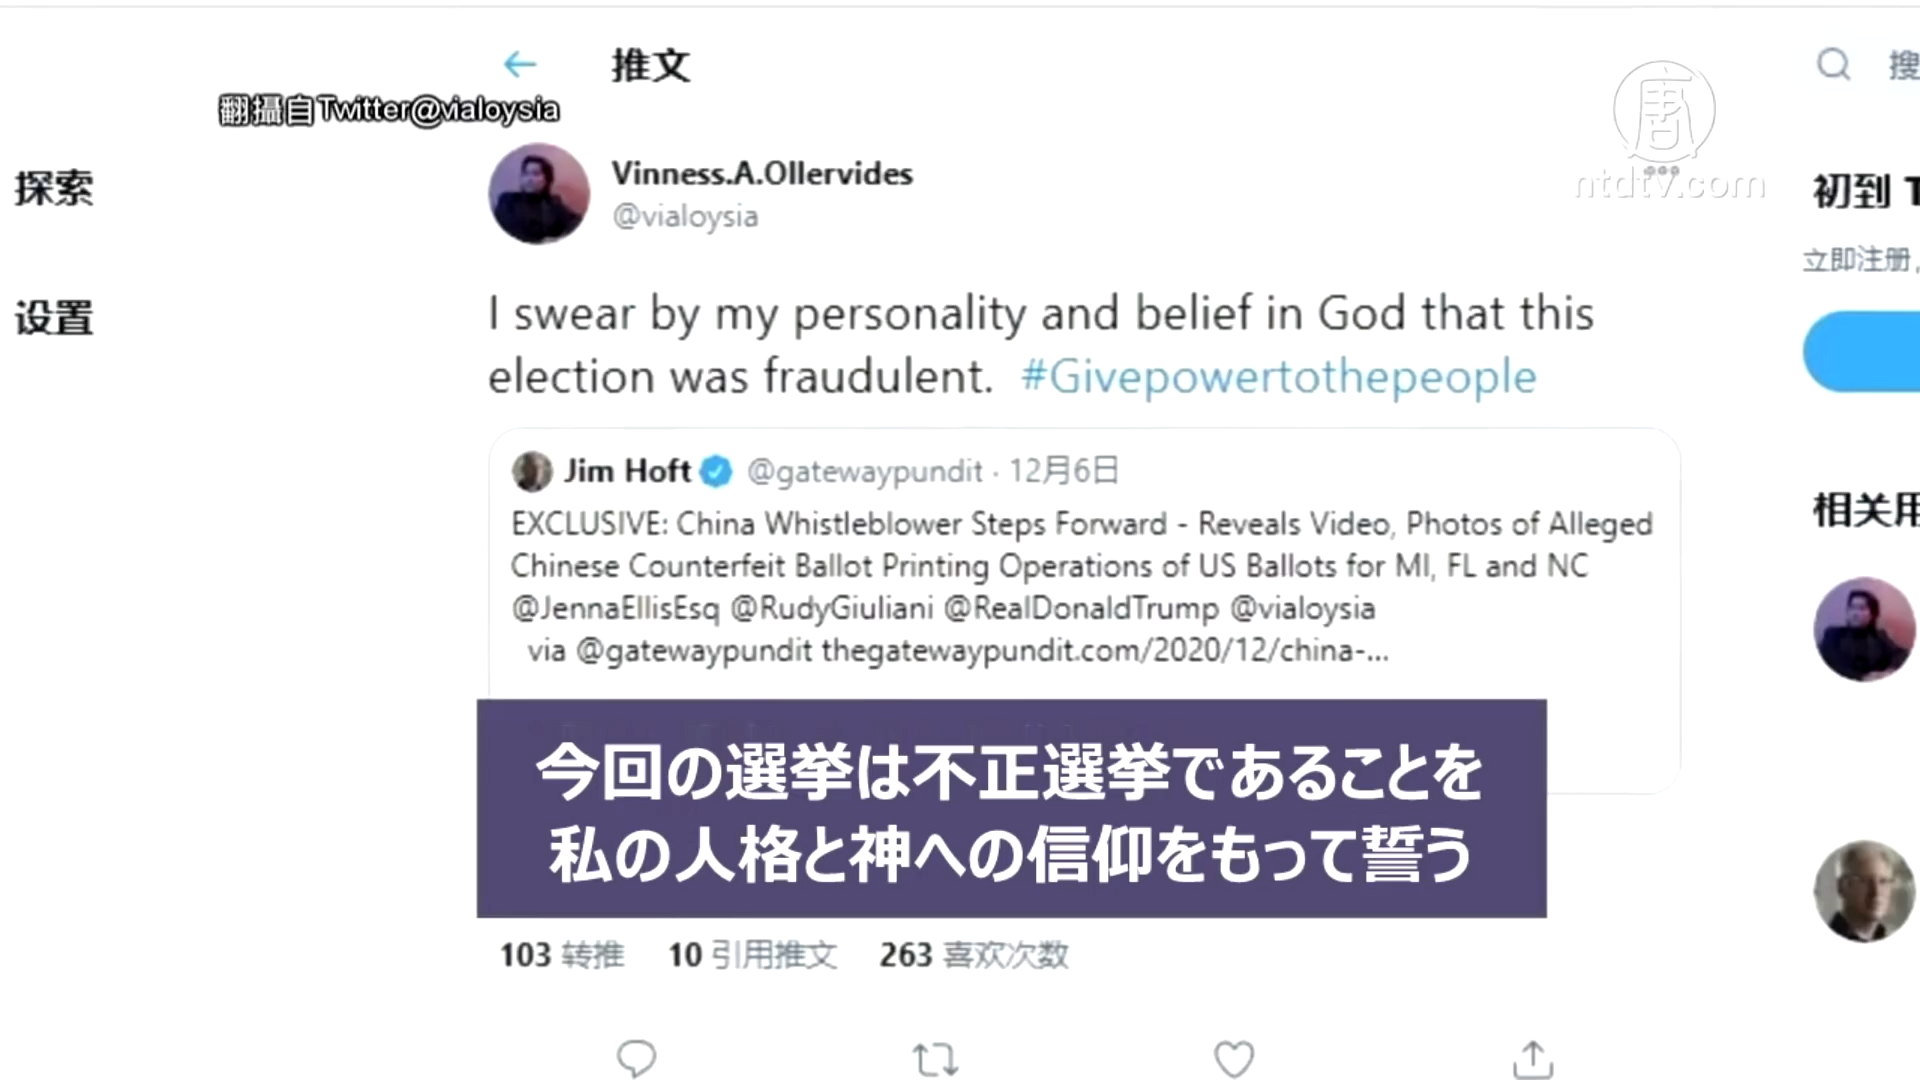 推文
搜
翻攝自Twitter@vialoysia
唐
ntdtv.com
探索
Vinness.A.Ollervides
@vialoysia
初到 T
立即注册,
设置
I swear by my personality and belief in God that this
election was fraudulent. #Givepowertothepeople
Jim Hoft @gatewaypundit · 12月6日
EXCLUSIVE: China Whistleblower Steps Forward - Reveals Video, Photos of Alleged
Chinese Counterfeit Ballot Printing Operations of US Ballots for MI, FL and NC
@JennaEllisEsq @RudyGiuliani @RealDonaldTrump @vialoysia
via @gatewaypundit thegatewaypundit.com/2020/12/china-...
相关用
今回の選挙は不正選挙であることを
私の人格と神への信仰をもって誓う
103 转推 10 引用推文 263 喜欢次数